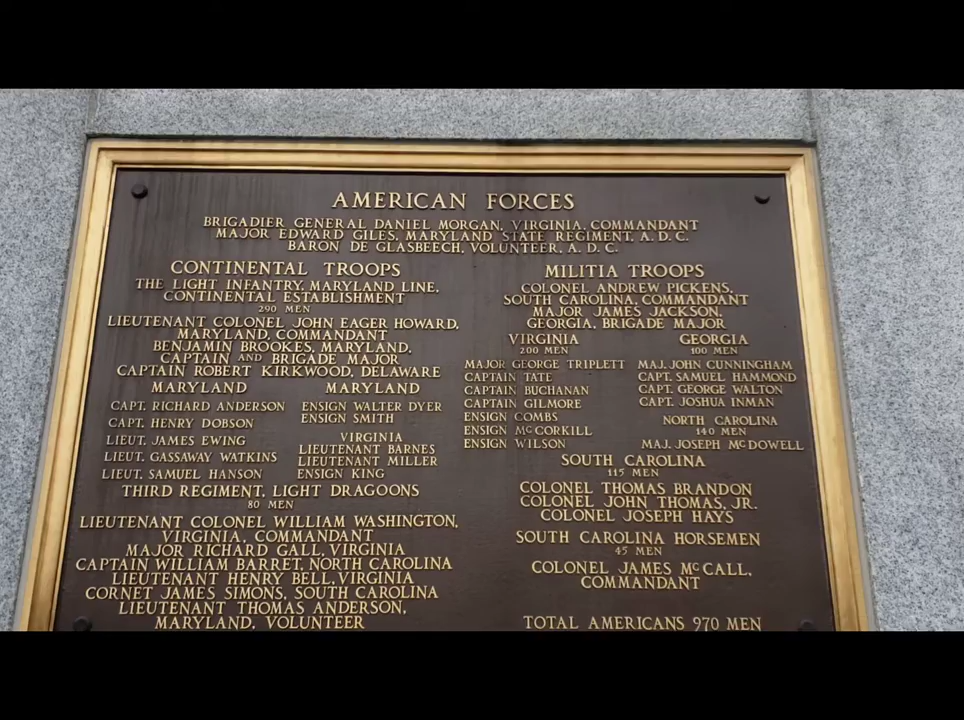 AMERICAN FORCES
BRIGADIER GENERAL DANIEL MORGAN, VIRGINIA, COMMANDANT
MAJOR EDWARD GILES, MARYLAND STATE REGIMENT, A. D. C.
BARON DE GLASBEECH, VOLUNTEER, A. D. C.
CONTINENTAL TROOPS
THE LIGHT INFANTRY, MARYLAND LINE,
CONTINENTAL ESTABLISHMENT
290 MEN
LIEUTENANT COLONEL JOHN EAGER HOWARD,
MARYLAND, COMMANDANT
BENJAMIN BROOKES, MARYLAND,
CAPTAIN AND BRIGADE MAJOR
CAPTAIN ROBERT KIRKWOOD, DELAWARE
MARYLAND
CAPT. RICHARD ANDERSON
CAPT. HENRY DOBSON
LIEUT. JAMES EWING
LIEUT. GASSAWAY WATKINS
LIEUT. SAMUEL HANSON
MARYLAND
ENSIGN WALTER DYER
ENSIGN SMITH
VIRGINIA
LIEUTENANT BARNES
LIEUTENANT MILLER
ENSIGN KING
THIRD REGIMENT, LIGHT DRAGOONS
80 MEN
LIEUTENANT COLONEL WILLIAM WASHINGTON,
VIRGINIA, COMMANDANT
MAJOR RICHARD GALL, VIRGINIA
CAPTAIN WILLIAM BARRET, NORTH CAROLINA
LIEUTENANT HENRY BELL, VIRGINIA
CORNET JAMES SIMONS, SOUTH CAROLINA
LIEUTENANT THOMAS ANDERSON,
MARYLAND, VOLUNTEER
MILITIA TROOPS
COLONEL ANDREW PICKENS,
SOUTH CAROLINA, COMMANDANT
MAJOR JAMES JACKSON,
GEORGIA, BRIGADE MAJOR
VIRGINIA
200 MEN
MAJOR GEORGE TRIPLETT
CAPTAIN TATE
CAPTAIN BUCHANAN
CAPTAIN GILMORE
ENSIGN COMBS
ENSIGN McCORKILL
ENSIGN WILSON
GEORGIA
100 MEN
MAJ. JOHN CUNNINGHAM
CAPT. SAMUEL HAMMOND
CAPT. GEORGE WALTON
CAPT. JOSHUA INMAN
NORTH CAROLINA
140 MEN
MAJ. JOSEPH McDOWELL
SOUTH CAROLINA
115 MEN
COLONEL THOMAS BRANDON
COLONEL JOHN THOMAS, JR.
COLONEL JOSEPH HAYS
SOUTH CAROLINA HORSEMEN
45 MEN
COLONEL JAMES McCALL,
COMMANDANT
TOTAL AMERICANS 970 MEN